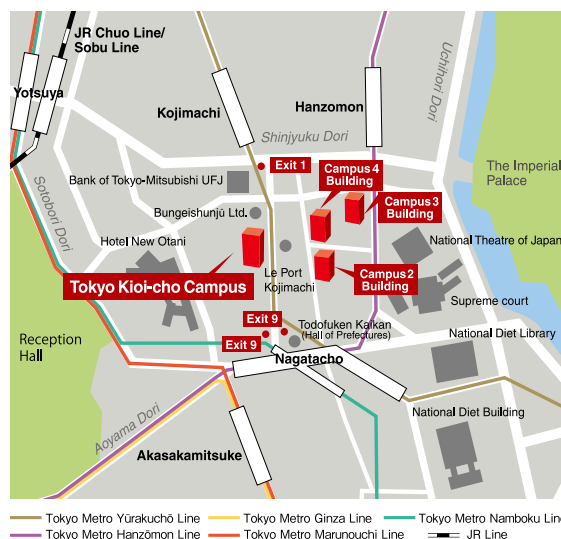 JR Chuo Line/
Sobu Line
Yotsuya
Kojimachi
Hanzomon
Uchihori Dori
Shinjyuku Dori
Exit 1
Campus 4
Building
The Imperial
Palace
Bank of Tokyo-Mitsubishi UFJ
Campus 3
Building
Sotobori Dori
Bungeishunjū Ltd.
Hotel New Otani
National Theatre of Japan
Tokyo Kioi-cho Campus
Le Port
Kojimachi
Campus 2
Building
Supreme court
Exit 9
Todofuken Kaikan
(Hall of Prefectures)
National Diet Library
Reception
Hall
Exit 9
Nagatacho
Aoyama Dori
National Diet Building
Akasakamitsuke
Tokyo Metro Yūrakuchō Line
Tokyo Metro Ginza Line
Tokyo Metro Namboku Line
Tokyo Metro Hanzōmon Line
Tokyo Metro Marunouchi Line
JR Line